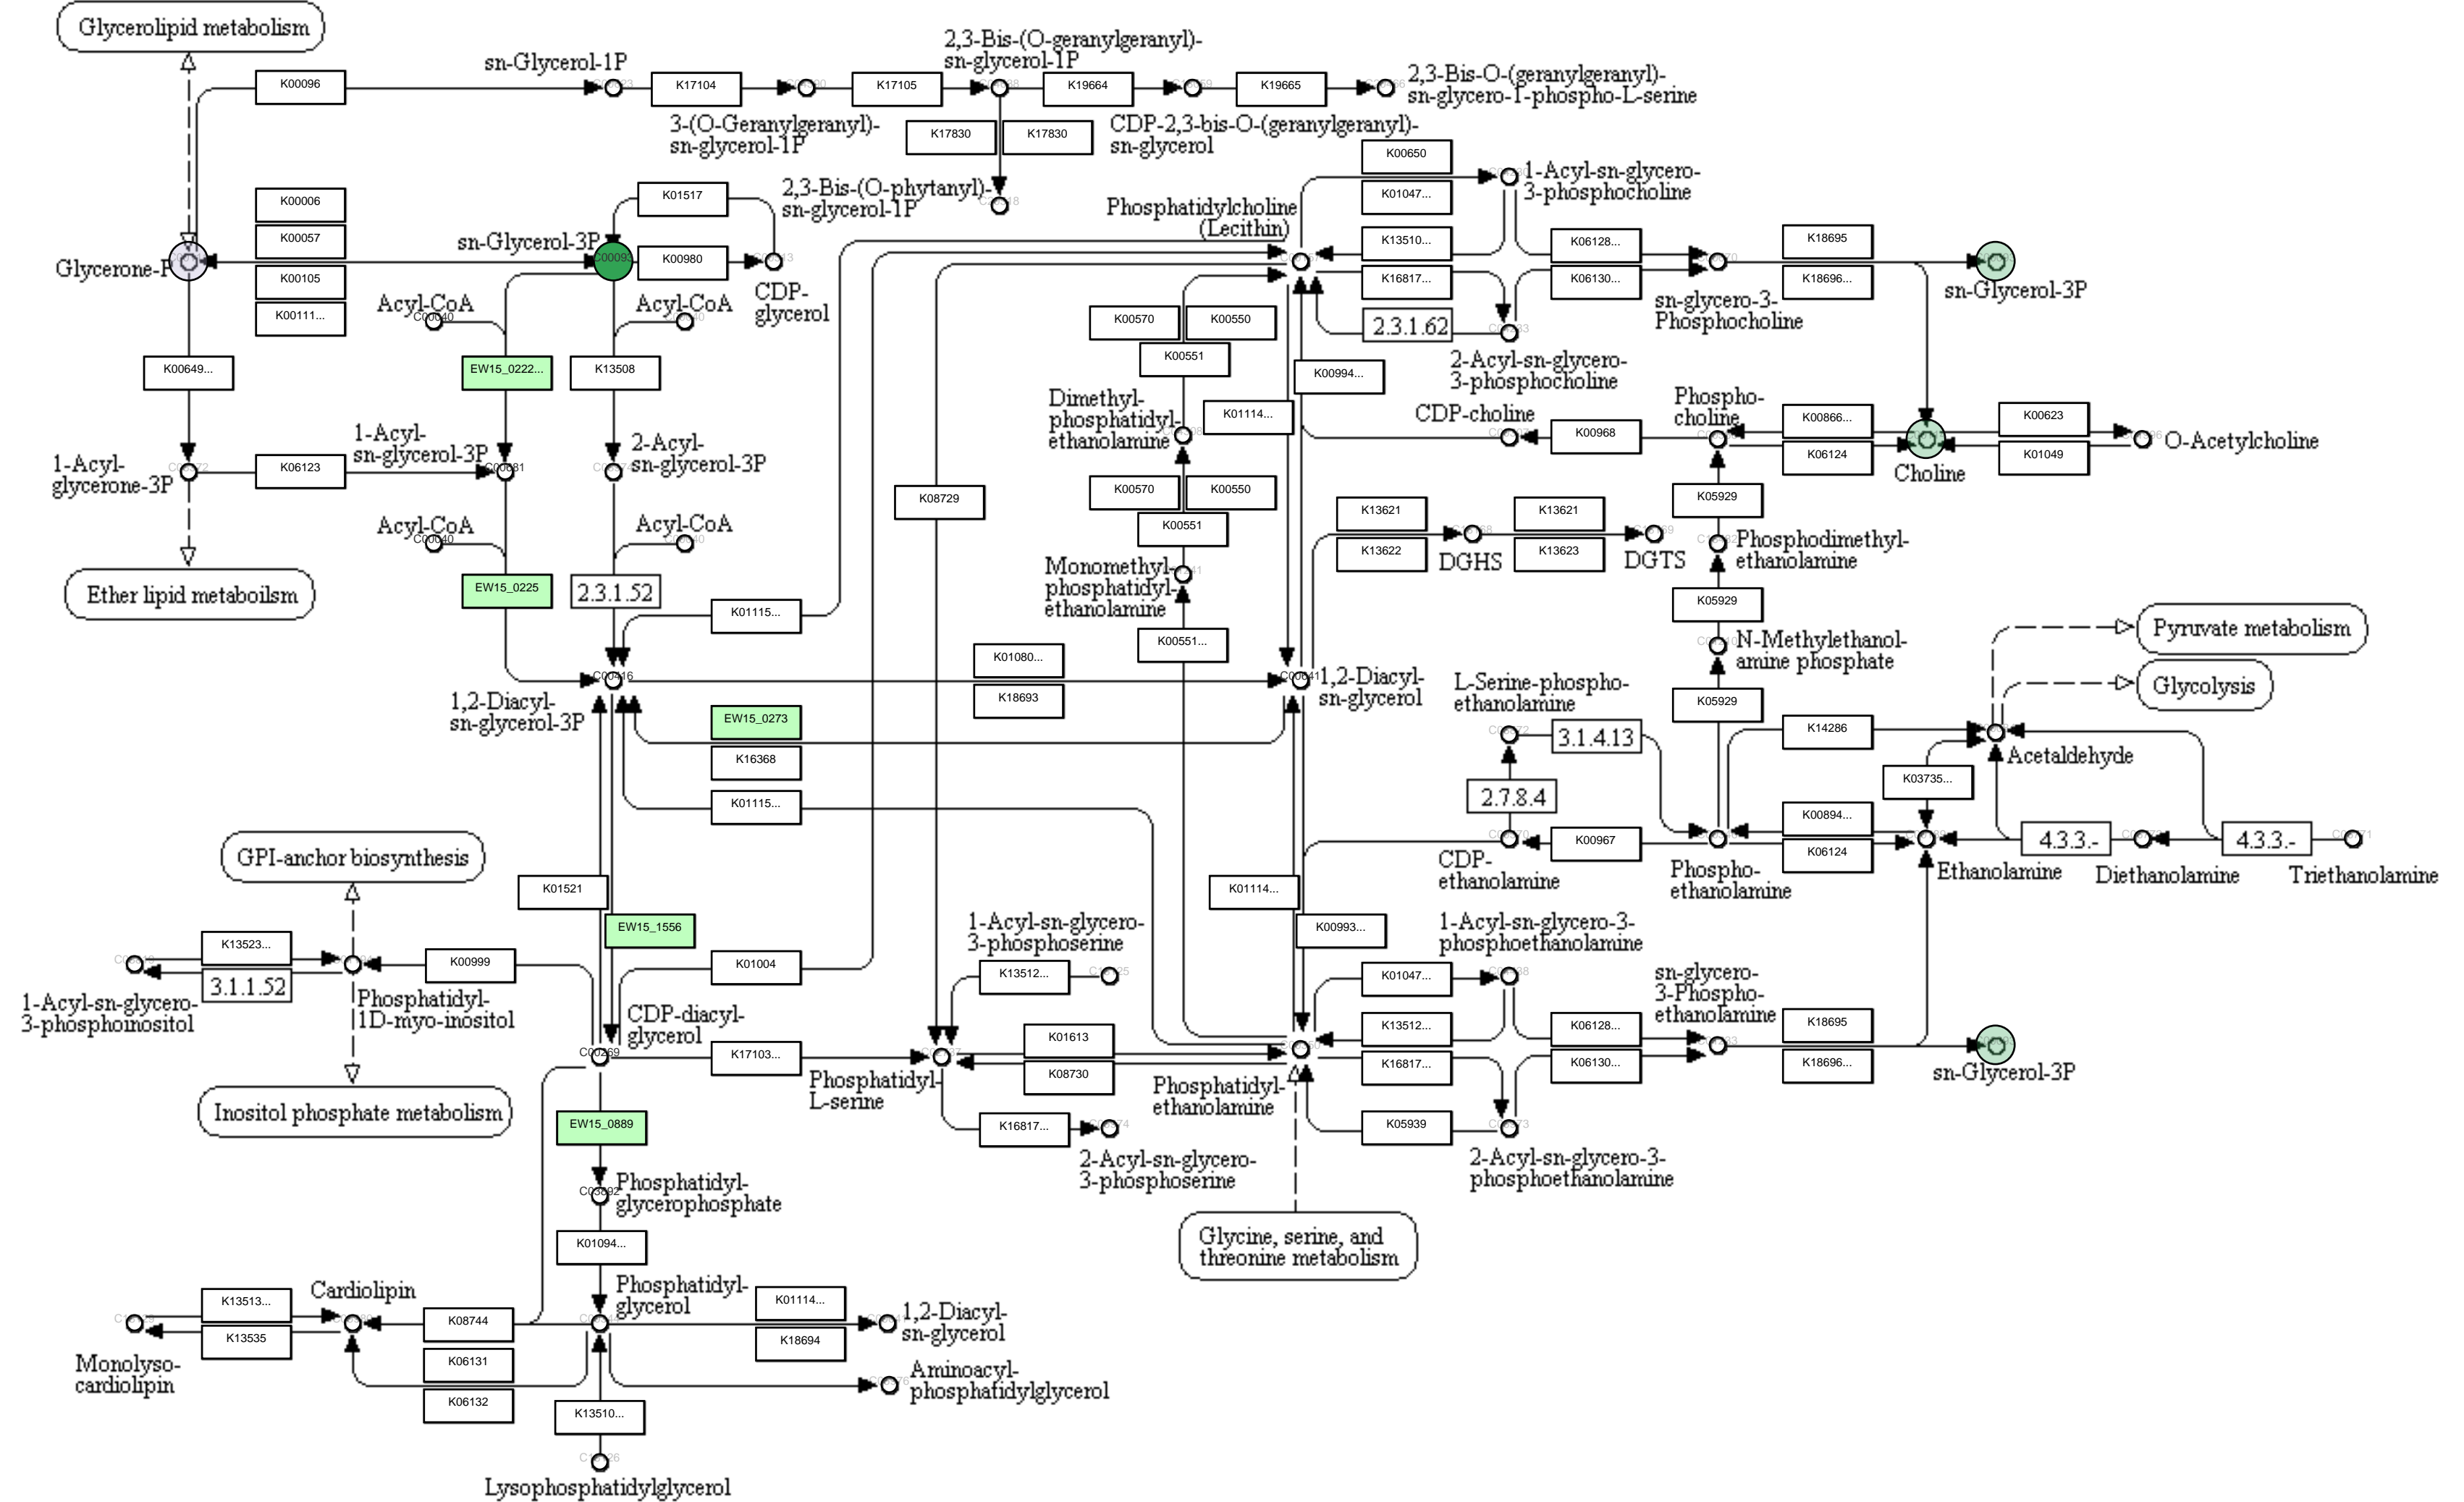 Glycerolipid metabolism
K00096
sn-Glycerol-1P
K17104
K17105
2,3-Bis-(O-geranylgeranyl)-
sn-glycerol-1P
K19664
K19665
2,3-Bis-O-(geranylgeranyl)-
sn-glycero-1-phospho-L-serine
3-(O-Geranylgeranyl)-
sn-glycerol-1P
K17830
K17830
CDP-2,3-bis-O-(geranylgeranyl)-
sn-glycerol
2,3-Bis-(O-phytanyl)-
sn-glycerol-1P
K00006
K00057
K00105
K00111...
Glycerone-P
sn-Glycerol-3P
C00093
K01517
K00980
CDP-
glycerol
Phosphatidylcholine
(Lecithin)
K00650
K01047...
1-Acyl-sn-glycero-
3-phosphocholine
K13510...
K16817...
2.3.1.62
K06128...
K06130...
2-Acyl-sn-glycero-
3-phosphocholine
sn-glycero-3-
Phosphocholine
K18695
K18696...
sn-Glycerol-3P
Acyl-CoA
C00040
Acyl-CoA
K00649...
EW15_0222...
K13508
K00570
K00550
K00551
K00994...
K01114...
Dimethyl-
phosphatidyl-
ethanolamine
CDP-choline
K00968
Phospho-
choline
K00866...
K06124
Choline
K00623
K01049
O-Acetylcholine
1-Acyl-
glycerone-3P
K06123
1-Acyl-
sn-glycerol-3P
C00681
2-Acyl-
sn-glycerol-3P
K08729
K00570
K00550
K00551
K13621
K13622
DGHS
K13621
K13623
DGTS
K05929
Phosphodimethyl-
ethanolamine
Acyl-CoA
C00040
Acyl-CoA
Monomethyl-
phosphatidyl-
ethanolamine
Ether lipid metaboilsm
EW15_0225
2.3.1.52
K01115...
K00551...
K05929
N-Methylethanol-
amine phosphate
K05929
Pyruvate metabolism
Glycolysis
C00416
1,2-Diacyl-
sn-glycerol-3P
K01080...
K18693
C00641
1,2-Diacyl-
sn-glycerol
L-Serine-phospho-
ethanolamine
3.1.4.13
K14286
Acetaldehyde
EW15_0273
K16368
K01115...
2.7.8.4
K03735...
K00894...
K06124
K00967
CDP-
ethanolamine
Phospho-
ethanolamine
Ethanolamine
4.3.3.-
Diethanolamine
4.3.3.-
Triethanolamine
GPI-anchor biosynthesis
K01521
EW15_1556
K01114...
K00993...
K13523...
3.1.1.52
1-Acyl-sn-glycero-
3-phosphoinositol
K00999
Phosphatidyl-
1D-myo-inositol
K01004
1-Acyl-sn-glycero-
3-phosphoserine
K13512...
1-Acyl-sn-glycero-3-
phosphoethanolamine
K01047...
K13512...
K16817...
K05939
K06128...
K06130...
sn-glycero-
3-Phospho-
ethanolamine
K18695
K18696...
sn-Glycerol-3P
CDP-diacyl-
glycerol
C00269
K17103...
Phosphatidyl-
L-serine
K01613
K08730
K16817...
Phosphatidyl-
ethanolamine
2-Acyl-sn-glycero-
3-phosphoserine
2-Acyl-sn-glycero-3-
phosphoethanolamine
Inositol phosphate metabolism
EW15_0889
C03892
Phosphatidyl-
glycerophosphate
Glycine, serine, and
threonine metabolism
K01094...
Cardiolipin
K13513...
K13535
Monolyso-
cardiolipin
K08744
K06131
K06132
Phosphatidyl-
glycerol
K01114...
K18694
1,2-Diacyl-
sn-glycerol
Aminoacyl-
phosphatidylglycerol
K13510...
Lysophosphatidylglycerol